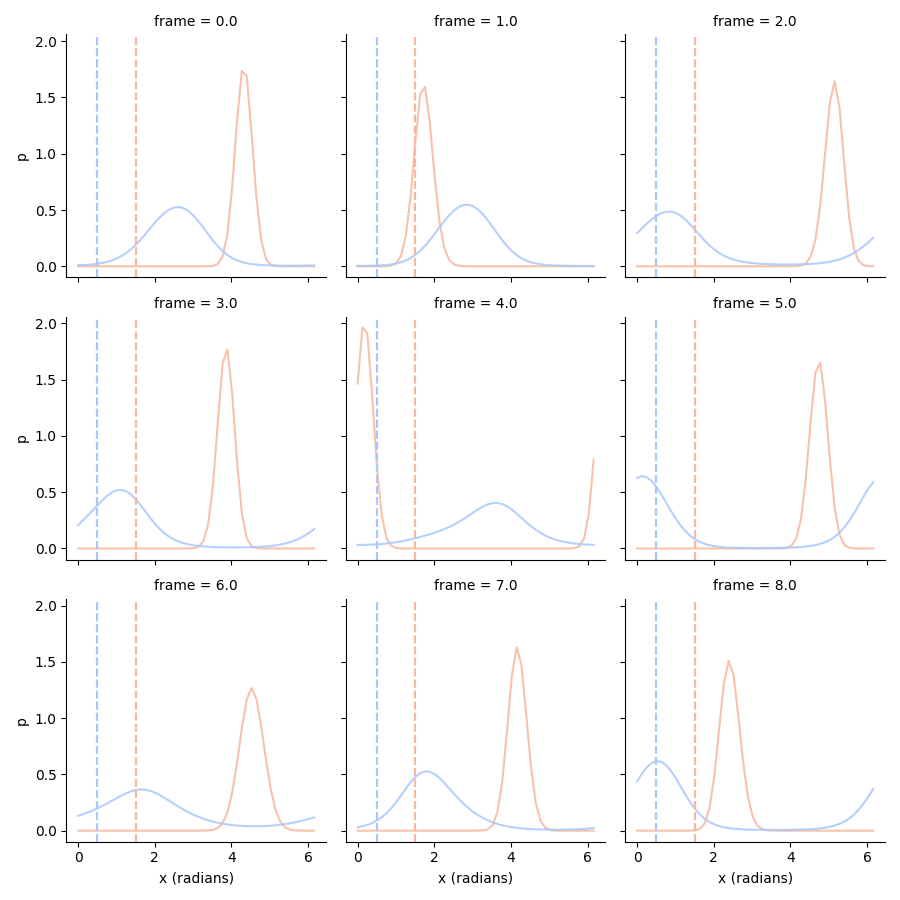 frame = 0.0
frame = 1.0
frame = 2.0
2.0
1.5
1.0
0.5
0.0
p
frame = 3.0
frame = 4.0
frame = 5.0
2.0
1.5
1.0
0.5
0.0
p
frame = 6.0
frame = 7.0
frame = 8.0
2.0
1.5
1.0
0.5
0.0
p
0 2 4 6
0 2 4 6
0 2 4 6
x (radians)
x (radians)
x (radians)